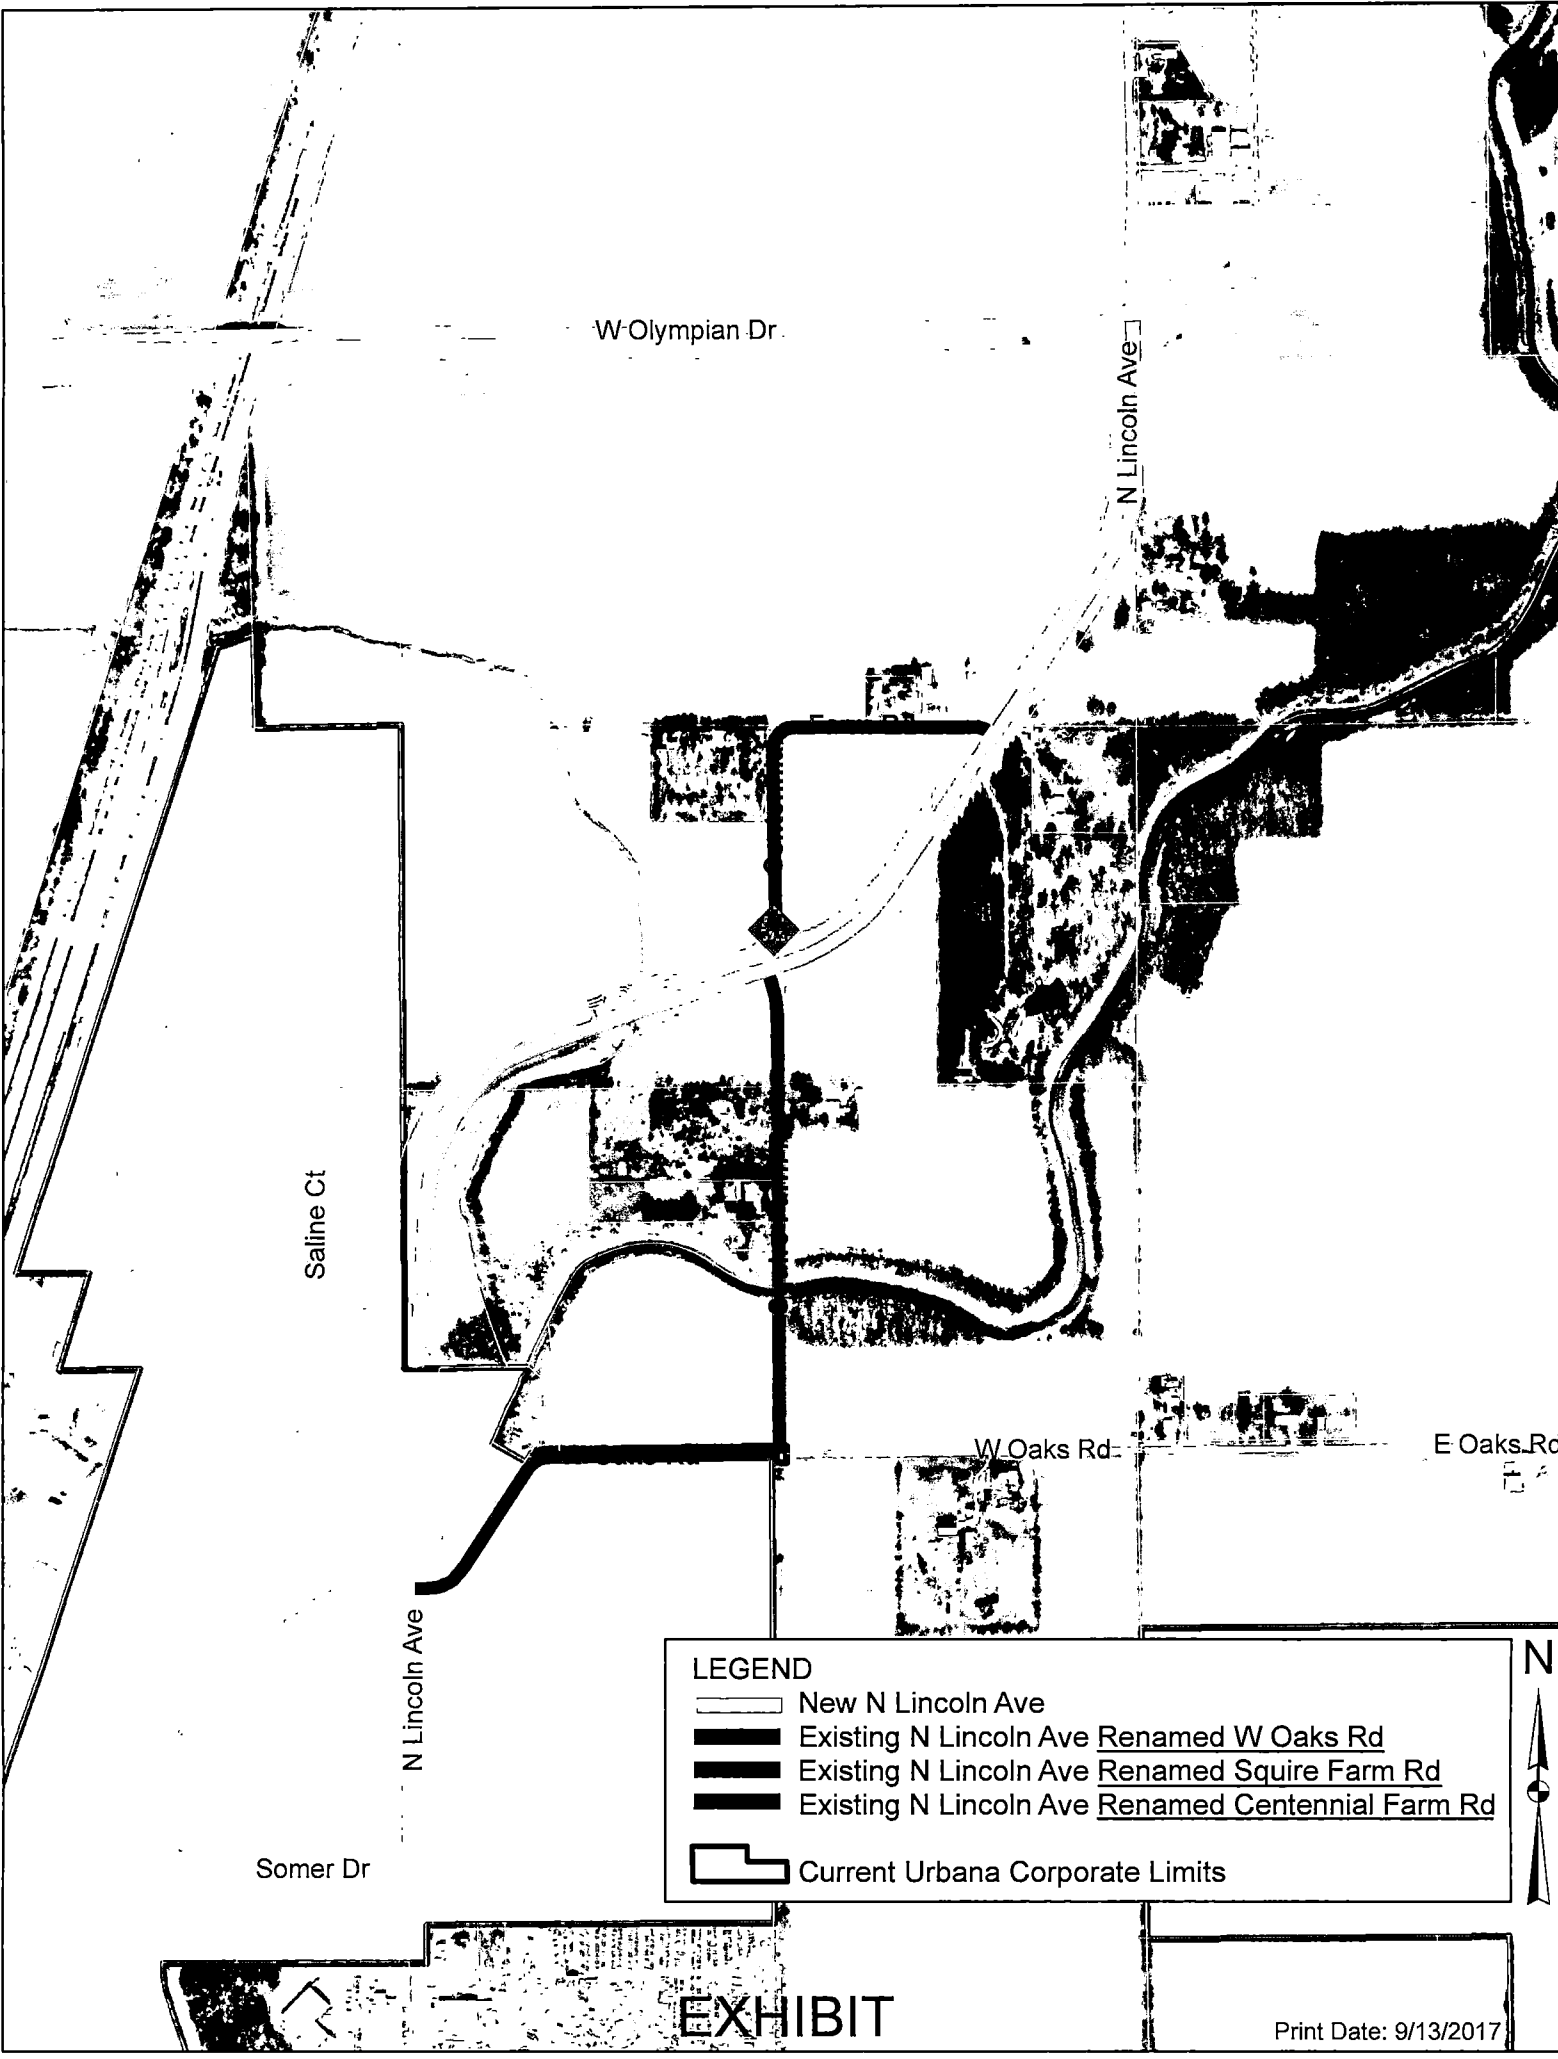 W Olympian Dr
N Lincoln Ave
Saline Ct
W Oaks Rd
E Oaks Rd
N Lincoln Ave
LEGEND
New N Lincoln Ave
Existing N Lincoln Ave Renamed W Oaks Rd
Existing N Lincoln Ave Renamed Squire Farm Rd
Existing N Lincoln Ave Renamed Centennial Farm Rd
Current Urbana Corporate Limits
N
Somer Dr
EXHIBIT
Print Date: 9/13/2017